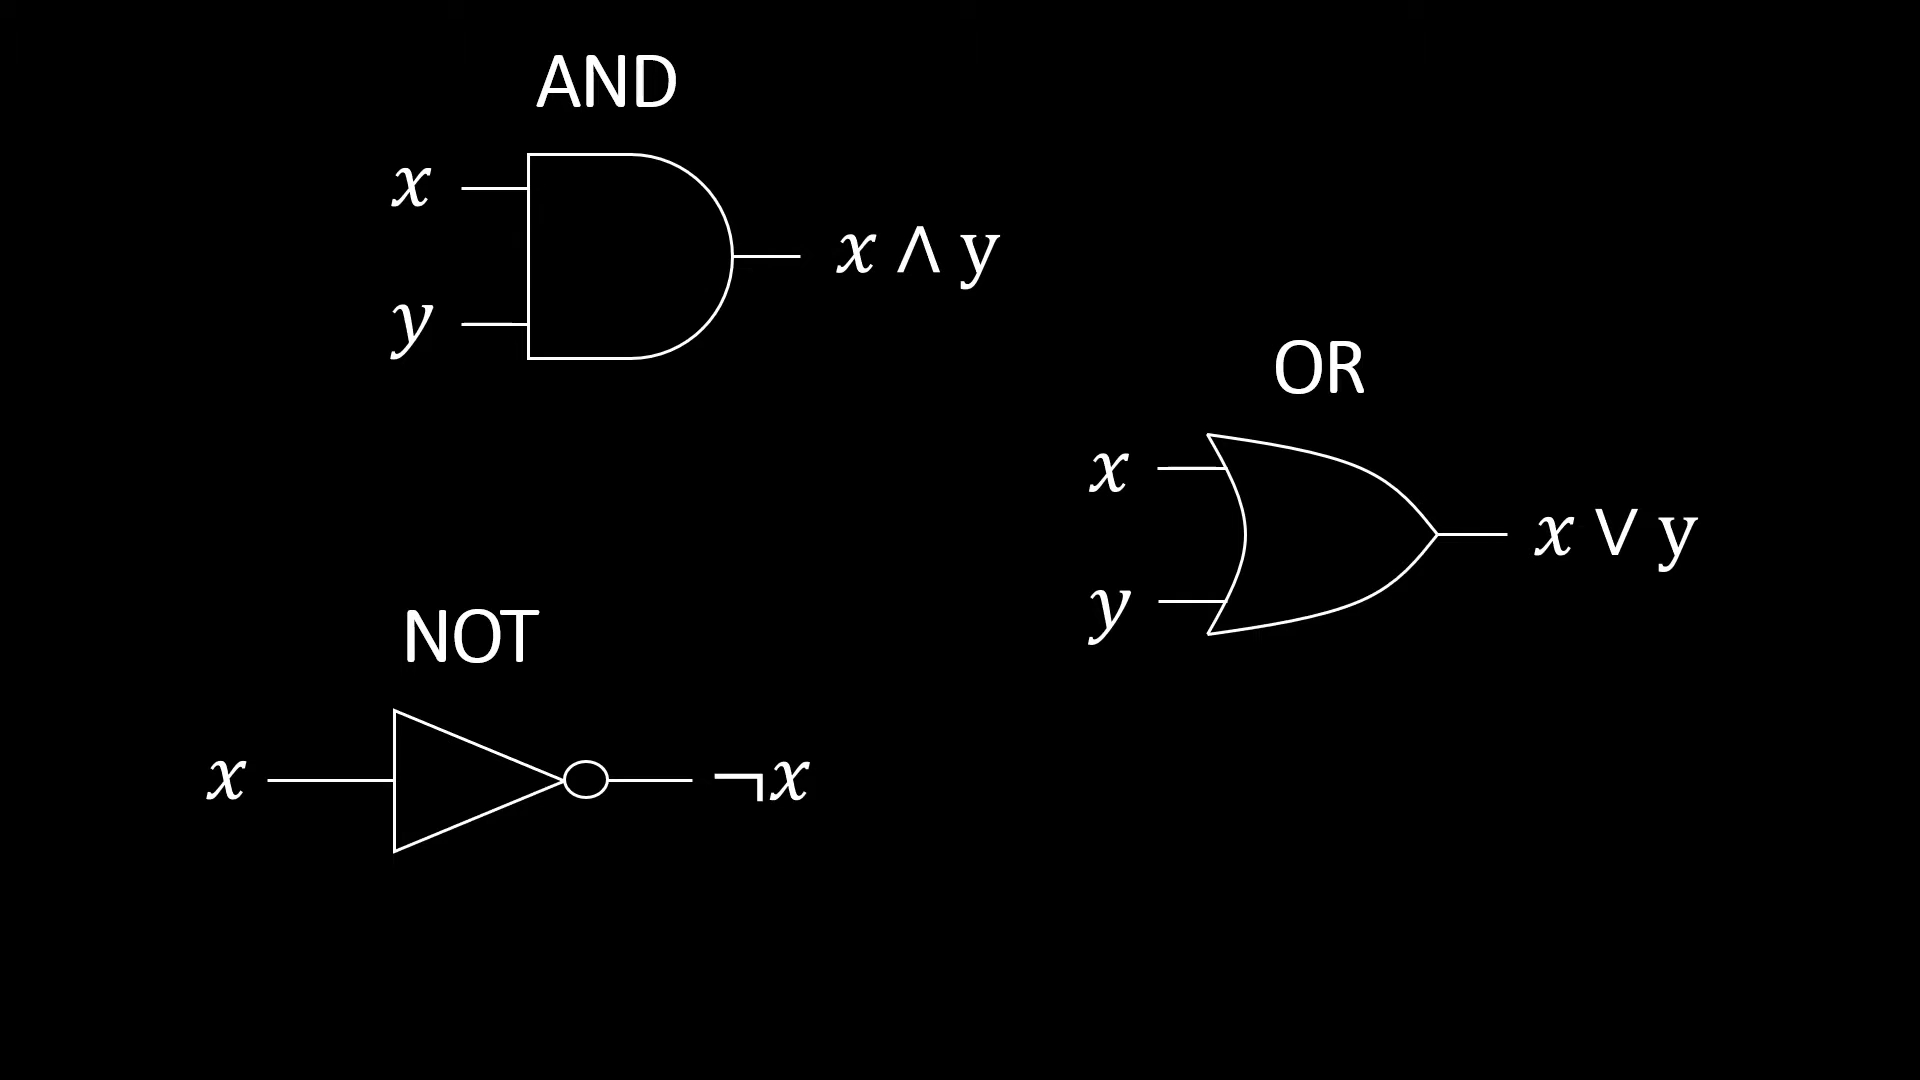 AND
x
x ∧ y
y
OR
x
x ∨ y
y
NOT
x
¬x